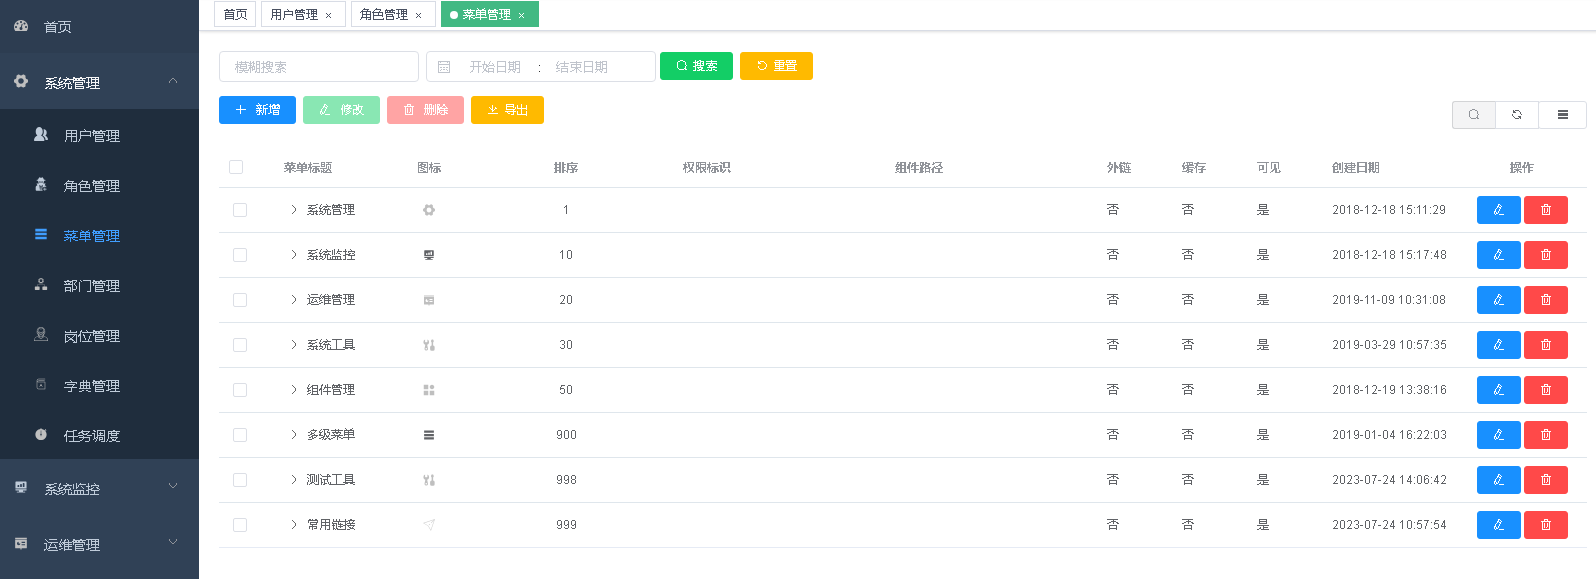 首页
系统管理
用户管理
角色管理
菜单管理
部门管理
岗位管理
字典管理
任务调度
系统监控
运维管理
首页 用户管理 × 角色管理 × 菜单管理 ×
模糊搜索 开始日期 : 结束日期 搜索 重置
新增 修改 删除 导出
菜单标题 图标 排序 权限标识 组件路径 外链 缓存 可见 创建日期 操作
系统管理 1 否 否 是 2018-12-18 15:11:29
系统监控 10 否 否 是 2018-12-18 15:17:48
运维管理 20 否 否 是 2019-11-09 10:31:08
系统工具 30 否 否 是 2019-03-29 10:57:35
组件管理 50 否 否 是 2018-12-19 13:38:16
多级菜单 900 否 否 是 2019-01-04 16:22:03
测试工具 998 否 否 是 2023-07-24 14:06:42
常用链接 999 否 否 是 2023-07-24 10:57:54